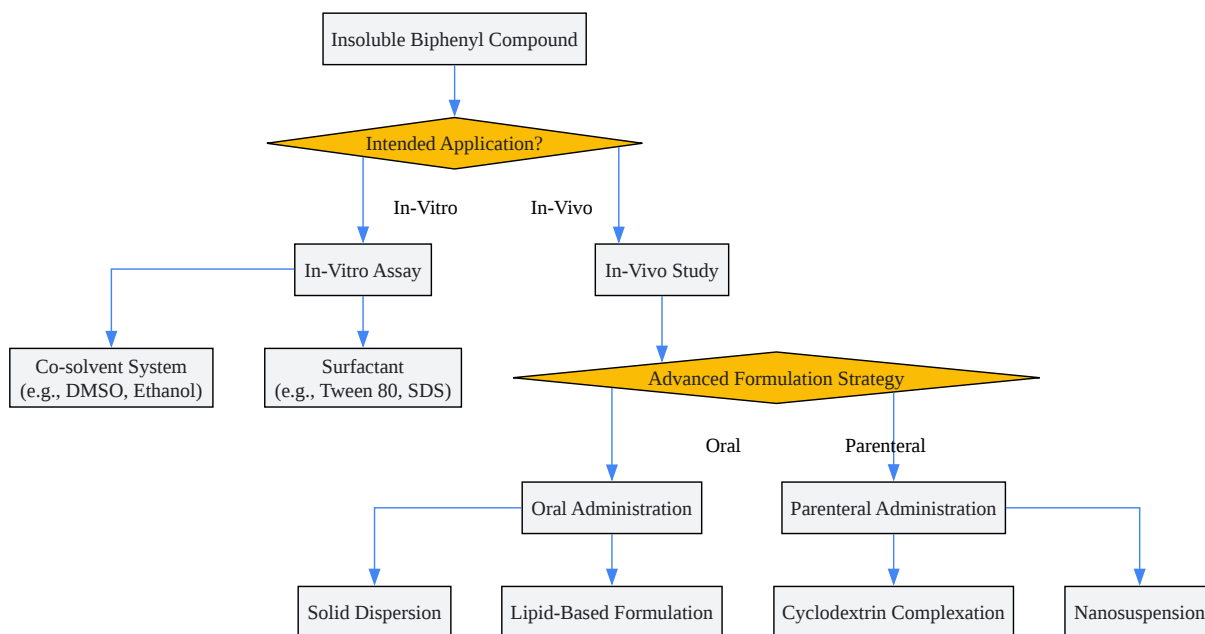 Insoluble Biphenyl Compound
Intended Application?
In-Vitro
In-Vivo
In-Vitro Assay
In-Vivo Study
Co-solvent System
(e.g., DMSO, Ethanol)
Surfactant
(e.g., Tween 80, SDS)
Advanced Formulation Strategy
Oral
Parenteral
Oral Administration
Parenteral Administration
Solid Dispersion
Lipid-Based Formulation
Cyclodextrin Complexation
Nanosuspension